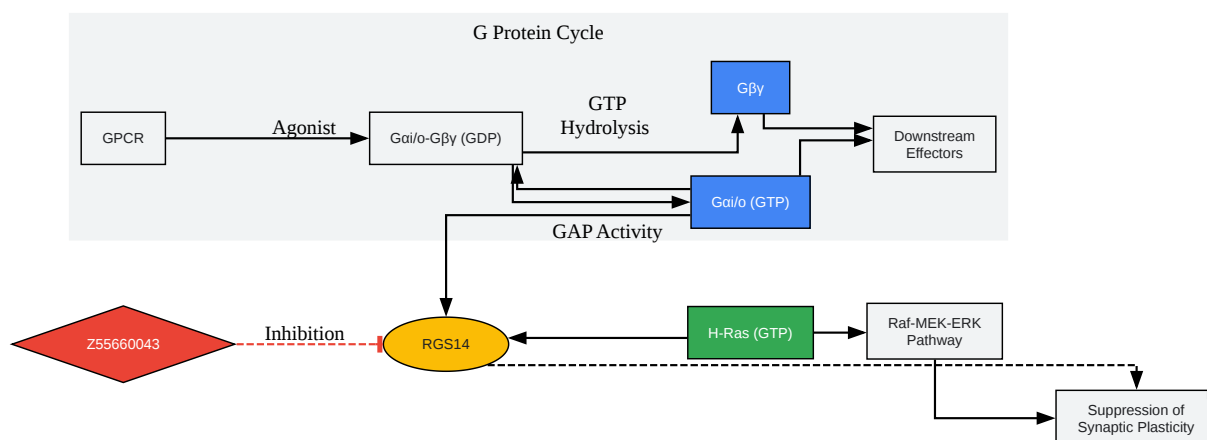 G Protein Cycle
Gβγ
GTP
Hydrolysis
GPCR
Agonist
Gαi/o-Gβγ (GDP)
Downstream
Effectors
Gαi/o (GTP)
GAP Activity
Z55660043
Inhibition
RGS14
H-Ras (GTP)
Raf-MEK-ERK
Pathway
Suppression of
Synaptic Plasticity